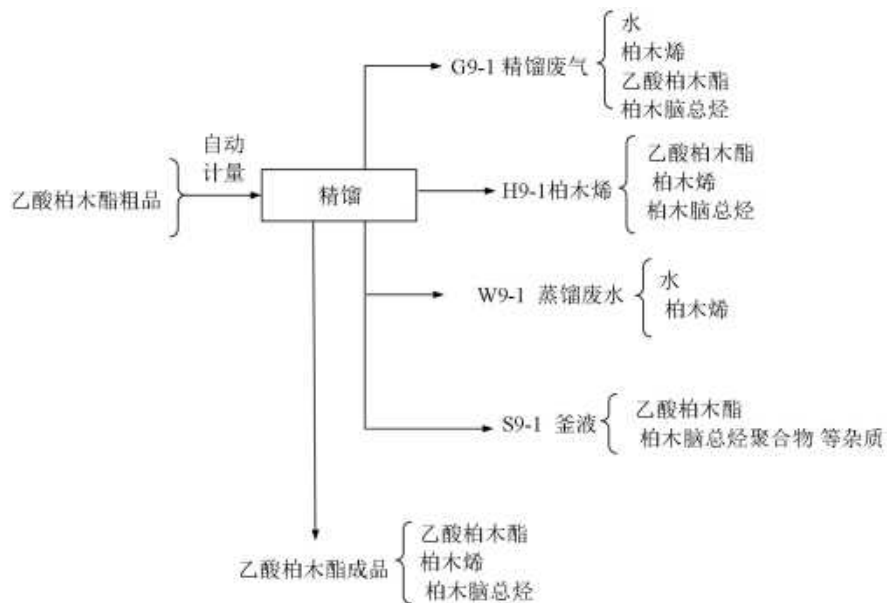 水
柏木烯
G9-1 精馏废气
乙酸柏木酯
柏木脑总烃
自动
计量
乙酸柏木酯粗品
精馏
乙酸柏木酯
H9-1柏木烯
柏木烯
柏木脑总烃
水
W9-1 蒸馏废水
柏木烯
乙酸柏木酯
S9-1 釜液
柏木脑总烃聚合物 等杂质
乙酸柏木酯
乙酸柏木酯成品
柏木烯
柏木脑总烃